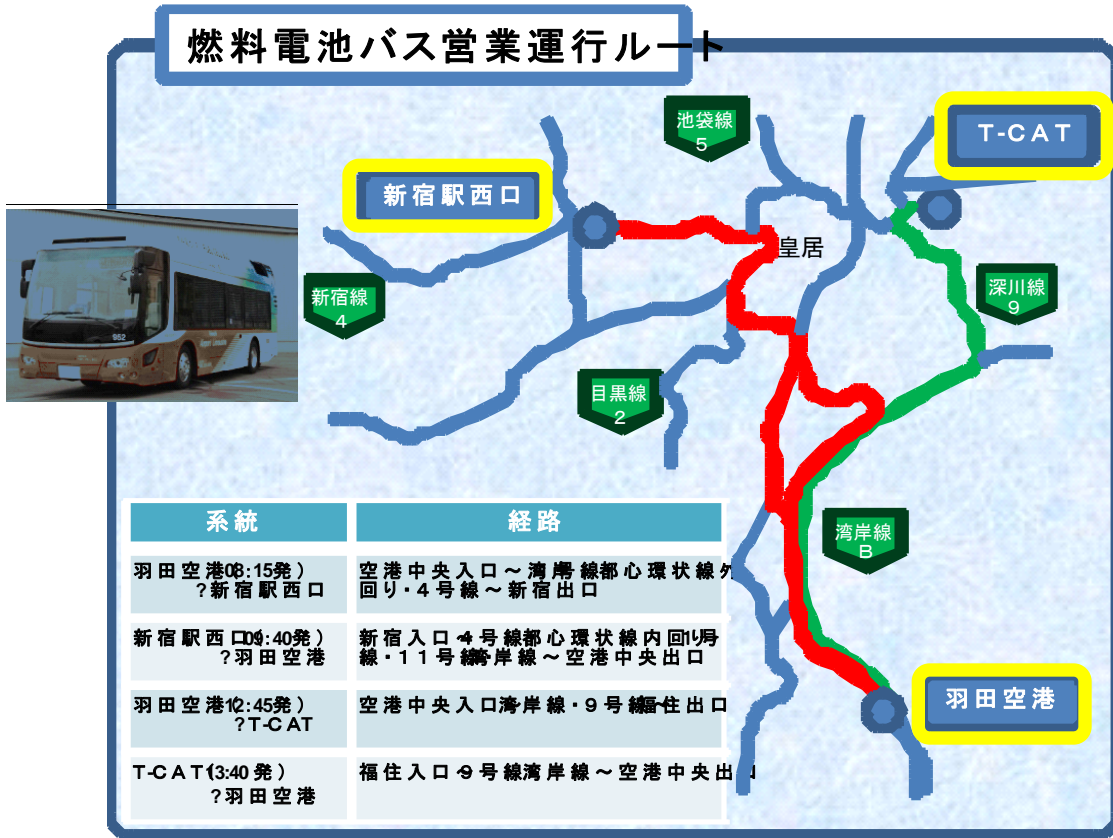 燃料電池バス営業運行ルート
池袋線
5
T-CAT
新宿駅西口
皇居
新宿線
4
深川線
9
952
目黒線
2
湾岸線
B
羽田空港
系統
経路
羽田空港(08:15発)
?新宿駅西口
空港中央入口～湾岸線都心環状線外
回り・4号線～新宿出口
新宿駅西口(09:40発)
?羽田空港
新宿入口～4号線都心環状線内回り
線・11号線湾岸線～空港中央出口
羽田空港(12:45発)
?T-CAT
空港中央入口湾岸線・9号線福住出口
T-CAT(13:40発)
?羽田空港
福住入口～9号線湾岸線～空港中央出口